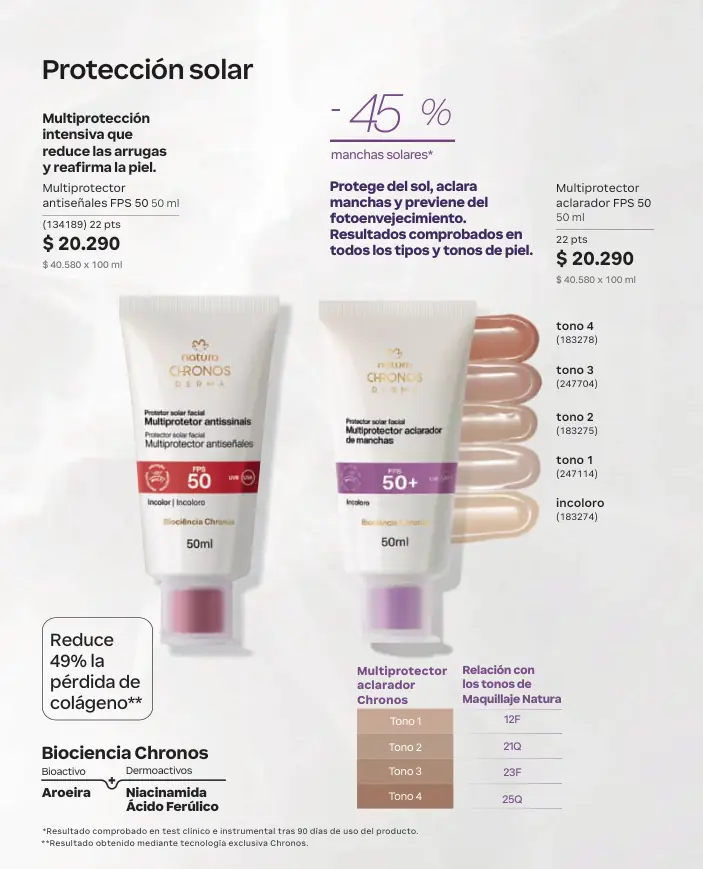 Protección solar
Multiprotección
intensiva que
reduce las arrugas
y reafirma la piel.
Multiprotector
antiseñales FPS 50 50 ml
(134189) 22 pts
$ 20.290
$ 40.580 x 100 ml
- 45 %
manchas solares*
Protege del sol, aclara
manchas y previene del
fotoenvejecimiento.
Resultados comprobados en
todos los tipos y tonos de piel.
Multiprotector
aclarador FPS 50
50 ml
22 pts
$ 20.290
$ 40.580 x 100 ml
natura
CHRONOS
DERMA
Protetor solar facial
Multiprotetor antissinais
Protector solar facial
Multiprotector antiseñales
FPS
50
UVB UVA
Incolor | Incoloro
Biociência Chronos
50ml
natura
CHRONOS
DERMA
Protector solar facial
Multiprotector aclarador
de manchas
FPS
50+
Incoloro
Biociência Chronos
50ml
tono 4
(183278)
tono 3
(247704)
tono 2
(183275)
tono 1
(247114)
incoloro
(183274)
Reduce
49% la
pérdida de
colágeno**
Biociencia Chronos
Bioactivo + Dermoactivos
Aroeira Niacinamida
Ácido Ferúlico
Multiprotector
aclarador
Chronos
Relación con
los tonos de
Maquillaje Natura
Tono 1 12F
Tono 2 21Q
Tono 3 23F
Tono 4 25Q
*Resultado comprobado en test clínico e instrumental tras 90 días de uso del producto.
**Resultado obtenido mediante tecnología exclusiva Chronos.